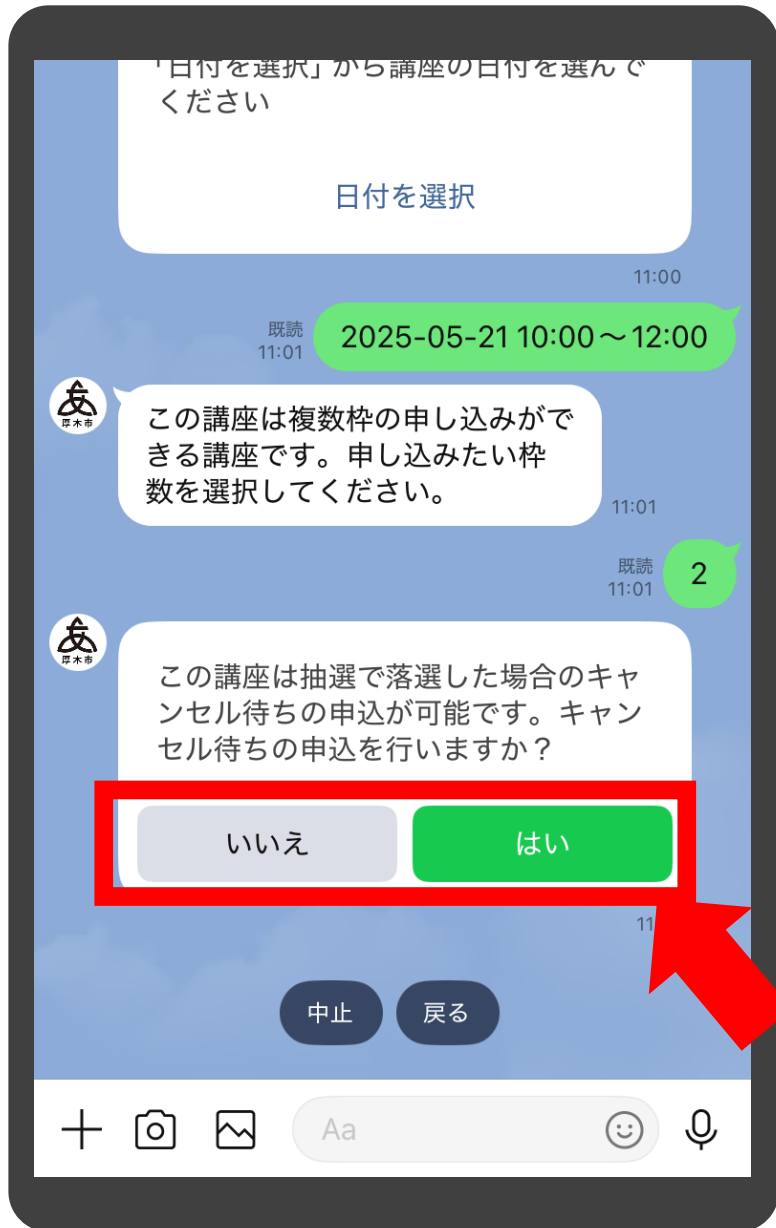 「日付を選択」から講座の日付を選んで
ください
日付を選択
11:00
既読
11:01
2025-05-21 10:00～12:00
厚木市
この講座は複数枠の申し込みがで
きる講座です。申し込みたい枠
数を選択してください。
11:01
既読
11:01
2
厚木市
この講座は抽選で落選した場合のキャ
ンセル待ちの申込が可能です。キャン
セル待ちの申込を行いますか？
いいえ
はい
11
中止
戻る
Aa